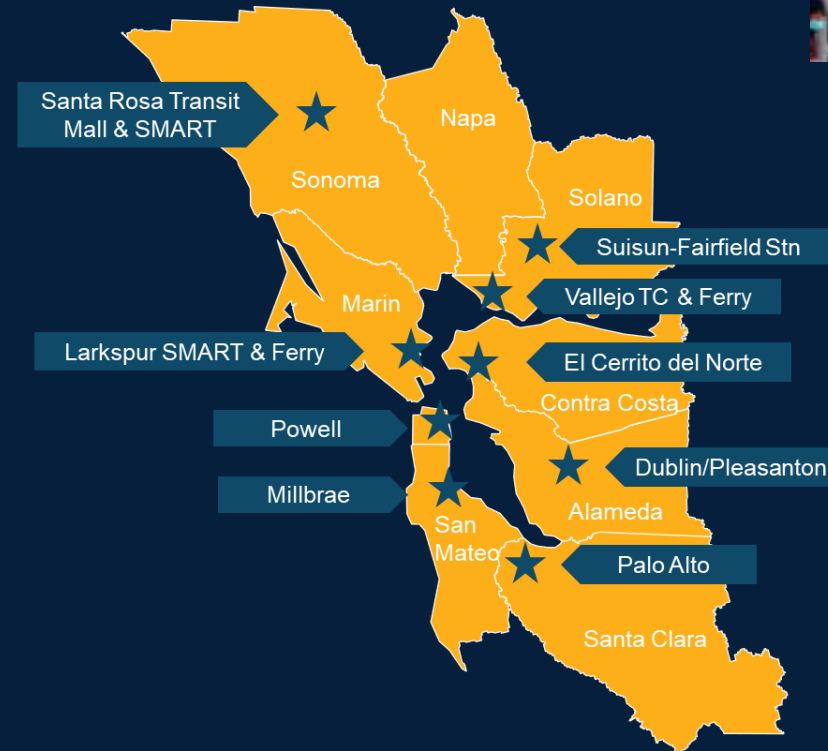 Santa Rosa Transit
Mall & SMART
Napa
Sonoma
Solano
Suisun-Fairfield Stn
Marin
Vallejo TC & Ferry
Larkspur SMART & Ferry
El Cerrito del Norte
Contra Costa
Powell
Dublin/Pleasanton
Millbrae
Alameda
San
Mateo
Palo Alto
Santa Clara